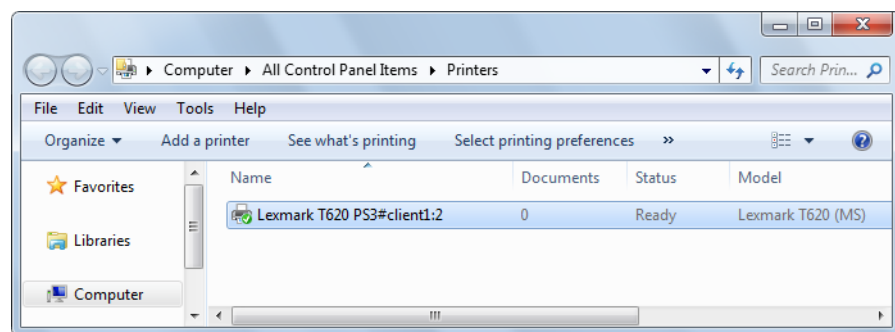 Computer ▸ All Control Panel Items ▸ Printers Search Prin...
File Edit View Tools Help
Organize Add a printer See what's printing Select printing preferences »
Favorites Name Documents Status Model
Lexmark T620 PS3#client1:2 0 Ready Lexmark T620 (MS)
Libraries
Computer